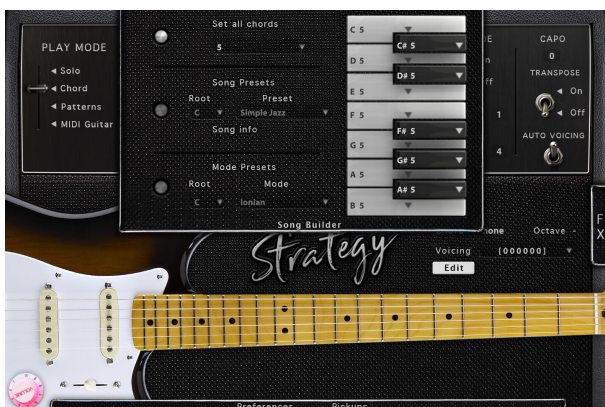 PLAY MODE
Solo
Chord
Patterns
MIDI Guitar
Set all chords
5
Song Presets
Root Preset
C Simple Jazz
Song info
Mode Presets
Root Mode
C Ionian
Song Builder
C 5
C# 5
D 5
D# 5
E 5
F 5
F# 5
G 5
G# 5
A 5
A# 5
B 5
1
4
CAPO
0
TRANSPOSE
On
Off
AUTO VOICING
Octave -
Voicing [000000]
Edit
F
X
Strategy
VOLUME
Preferences Pickups